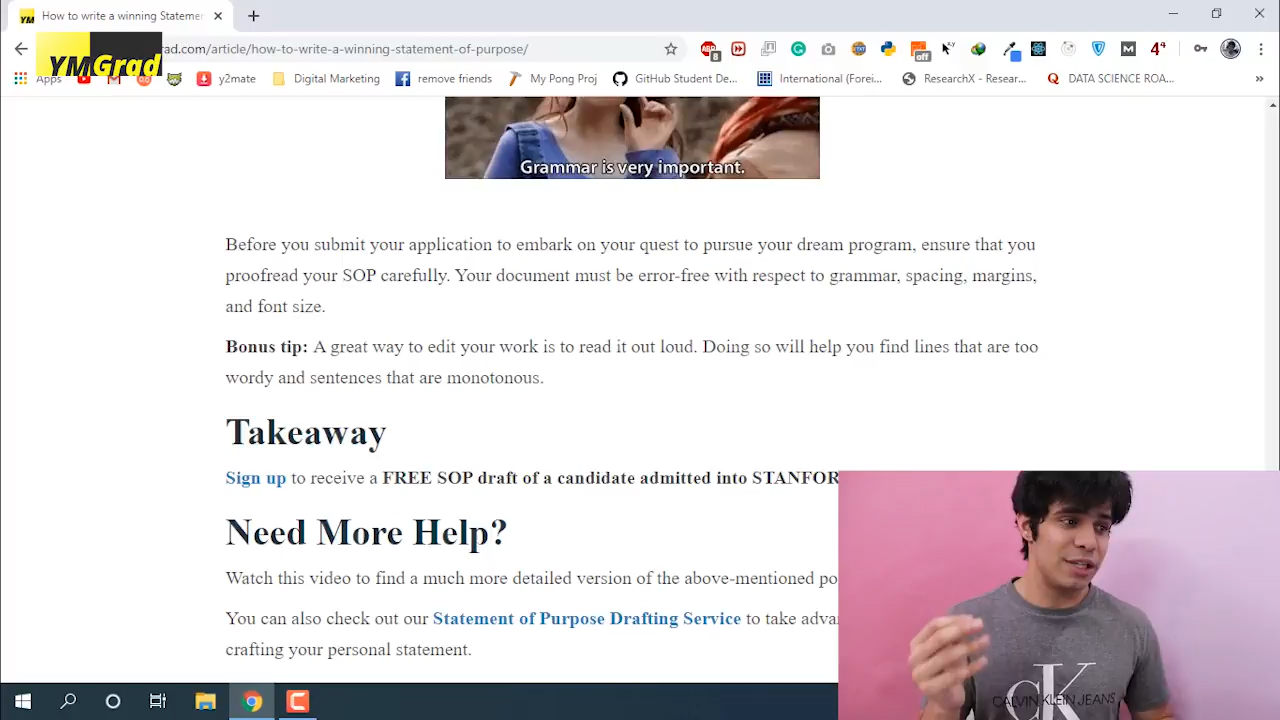 How to write a winning Statemer
YM
YMGrad
rad.com/article/how-to-write-a-winning-statement-of-purpose/
8
off
M
4
Apps
y2mate
Digital Marketing
remove friends
My Pong Proj
GitHub Student De...
International (Forei...
ResearchX - Resear...
DATA SCIENCE ROA...
Grammar is very important.
Before you submit your application to embark on your quest to pursue your dream program, ensure that you
proofread your SOP carefully. Your document must be error-free with respect to grammar, spacing, margins,
and font size.
Bonus tip: A great way to edit your work is to read it out loud. Doing so will help you find lines that are too
wordy and sentences that are monotonous.
Takeaway
Sign up to receive a FREE SOP draft of a candidate admitted into STANFOR
Need More Help?
Watch this video to find a much more detailed version of the above-mentioned po
You can also check out our Statement of Purpose Drafting Service to take adva
crafting your personal statement.
CK
CALVIN KLEIN JEANS